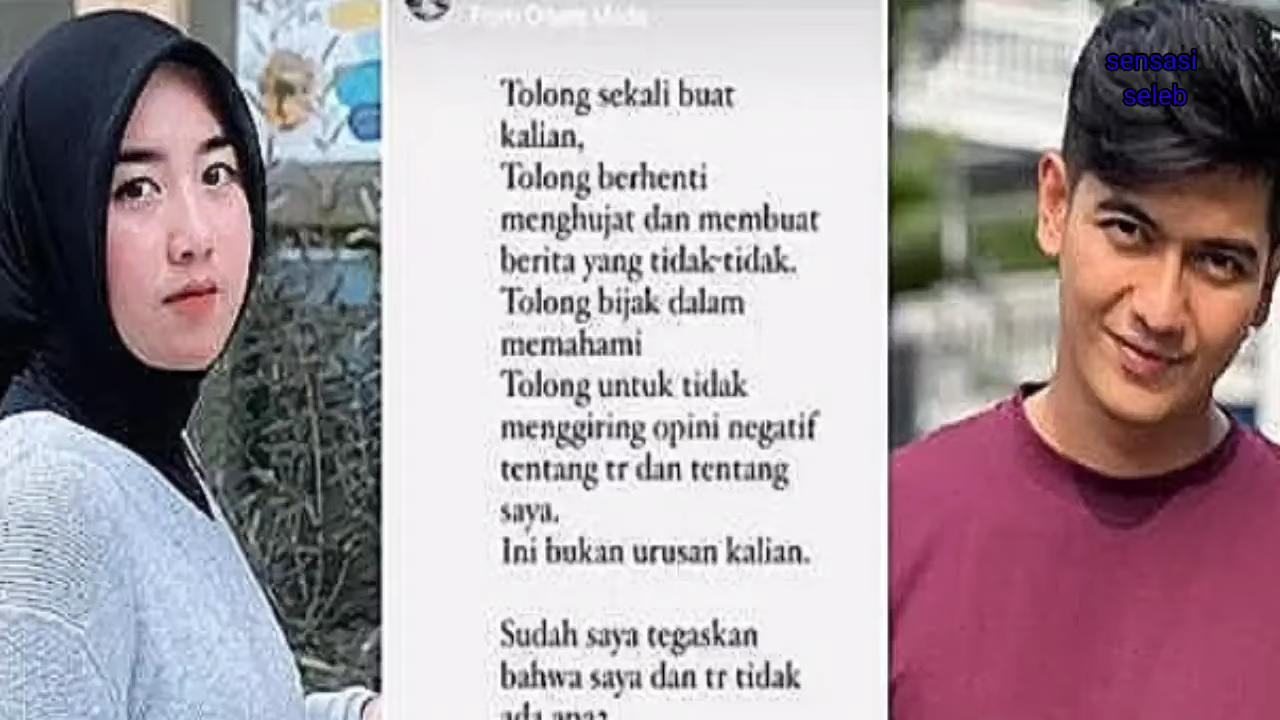 Tolong sekali buat
kalian,
Tolong berhenti
menghujat dan membuat
berita yang tidak-tidak.
Tolong bijak dalam
memahami
Tolong untuk tidak
menggiring opini negatif
tentang tr dan tentang
saya.
Ini bukan urusan kalian.
Sudah saya tegaskan
bahwa saya dan tr tidak
ada apa2
sensasi
seleb